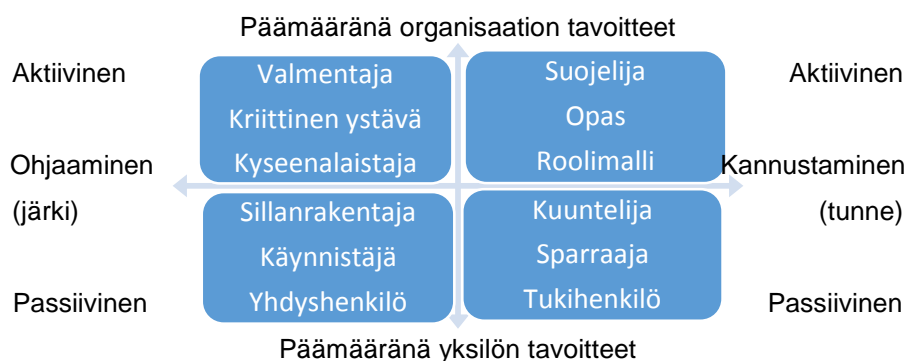 Päämääränä organisaation tavoitteet
Aktiivinen
Valmentaja
Suojelija
Aktiivinen
Kriittinen ystävä
Opas
Ohjaaminen
Kyseenalaistaja
Roolimalli
Kannustaminen
(järki)
Sillanrakentaja
Kuuntelija
(tunne)
Käynnistäjä
Sparraaja
Passiivinen
Yhdyshenkilö
Tukihenkilö
Passiivinen
Päämääränä yksilön tavoitteet